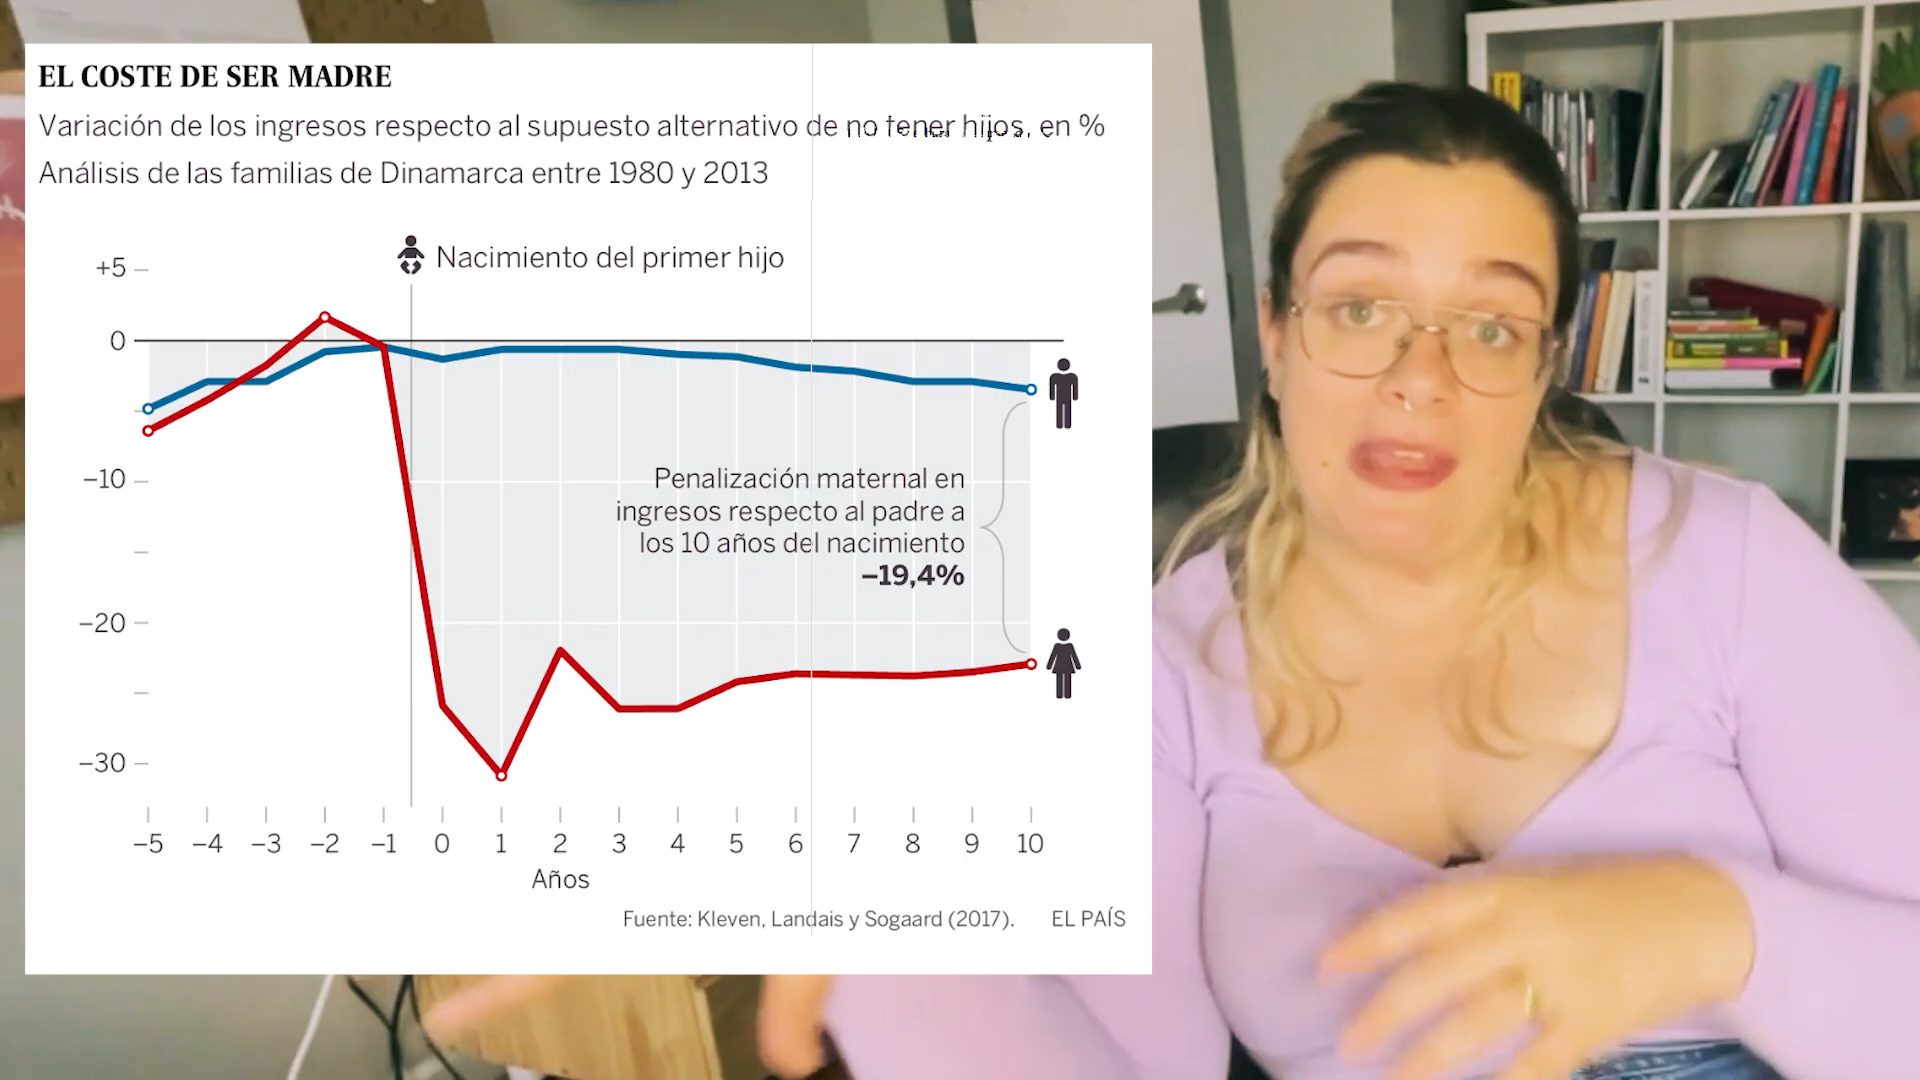 EL COSTE DE SER MADRE
Variación de los ingresos respecto al supuesto alternativo de no tener hijos, en %
Análisis de las familias de Dinamarca entre 1980 y 2013
Nacimiento del primer hijo
+5
0
–10
–20
–30
Penalización maternal en
ingresos respecto al padre a
los 10 años del nacimiento
–19,4%
–5 –4 –3 –2 –1 0 1 2 3 4 5 6 7 8 9 10
Años
Fuente: Kleven, Landais y Sogaard (2017). EL PAÍS